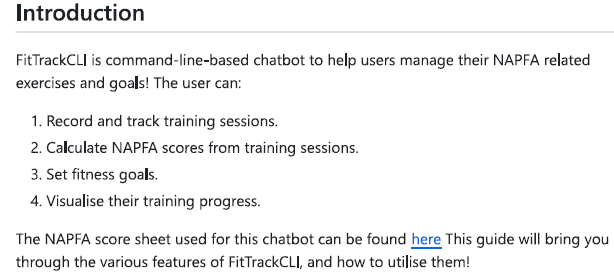 Introduction
FitTrackCLI is command-line-based chatbot to help users manage their NAPFA related
exercises and goals! The user can:
1. Record and track training sessions.
2. Calculate NAPFA scores from training sessions.
3. Set fitness goals.
4. Visualise their training progress.
The NAPFA score sheet used for this chatbot can be found here This guide will bring you
through the various features of FitTrackCLI, and how to utilise them!